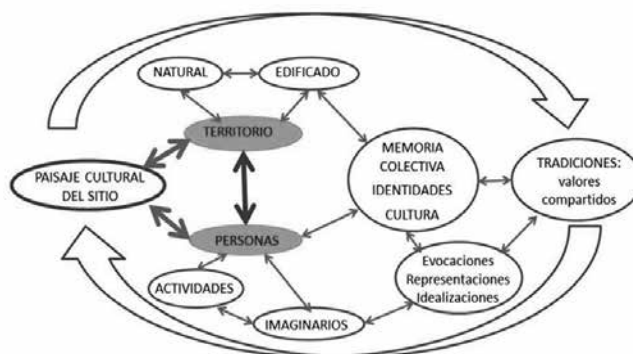 NATURAL
EDIFICADO
TERRITORIO
PAISAJE CULTURAL
DEL SITIO
MEMORIA
COLECTIVA
IDENTIDADES
CULTURA
TRADICIONES:
valores
compartidos
PERSONAS
ACTIVIDADES
IMAGINARIOS
Evocaciones
Representaciones
Idealizaciones